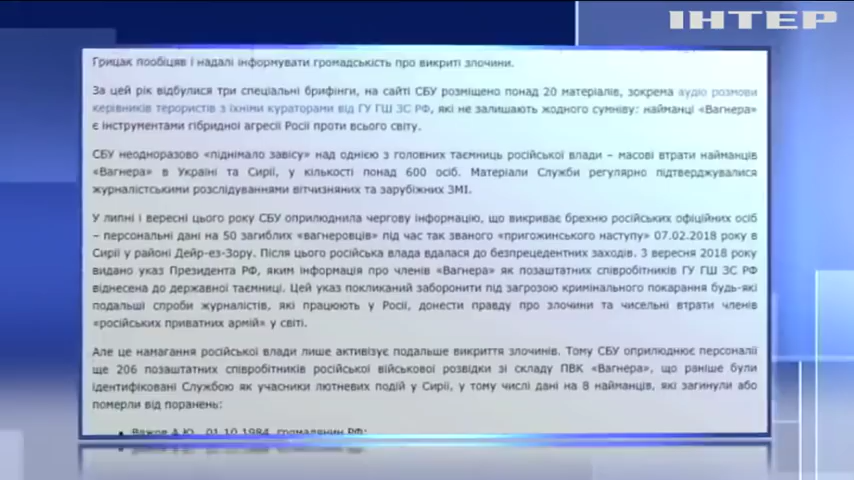 ІНТЕР
Грицак пообіцяв і надалі інформувати громадськість про викриті злочини.
За цей рік відбулися три спеціальні брифінги, на сайті СБУ розміщено понад 20 матеріалів, зокрема аудіо розмови
керівників терористів з їхніми кураторами від ГУ ГШ ЗС РФ, які не залишають жодного сумніву: найманці «Вагнера»
є інструментами гібридної агресії Росії проти всього світу.
СБУ неодноразово «піднімало завісу» над однією з головних таємниць російської влади – масові втрати найманців
«Вагнера» в Україні та Сирії, у кількості понад 600 осіб. Матеріали Служби регулярно підтверджувалися
журналістськими розслідуваннями вітчизняних та зарубіжних ЗМІ.
У липні і вересні цього року СБУ оприлюднила чергову інформацію, що викриває брехню російських офіційних осіб
– персональні дані на 50 загиблих «вагнеровців» під час так званого «пригожинського наступу» 07.02.2018 року в
Сирії у районі Дейр-ез-Зору. Після цього російська влада вдалася до безпрецедентних заходів. 3 вересня 2018 року
видано указ Президента РФ, яким інформація про членів «Вагнера» як позаштатних співробітників ГУ ГШ ЗС РФ
віднесена до державної таємниці. Цей указ покликаний заборонити під загрозою кримінального покарання будь-які
подальші спроби журналістів, які працюють у Росії, донести правду про злочини та чисельні втрати членів
«російських приватних армій» у світі.
Але це намагання російської влади лише активізує подальше викриття злочинів. Тому СБУ оприлюднює персоналії
ще 206 позаштатних співробітників російської військової розвідки зі складу ПВК «Вагнера», що раніше були
ідентифіковані Службою як учасники лютневих подій у Сирії, у тому числі дані на 8 найманців, які загинули або
померли від поранень:
А.Ю., 01.10.1984, громадянин РФ;